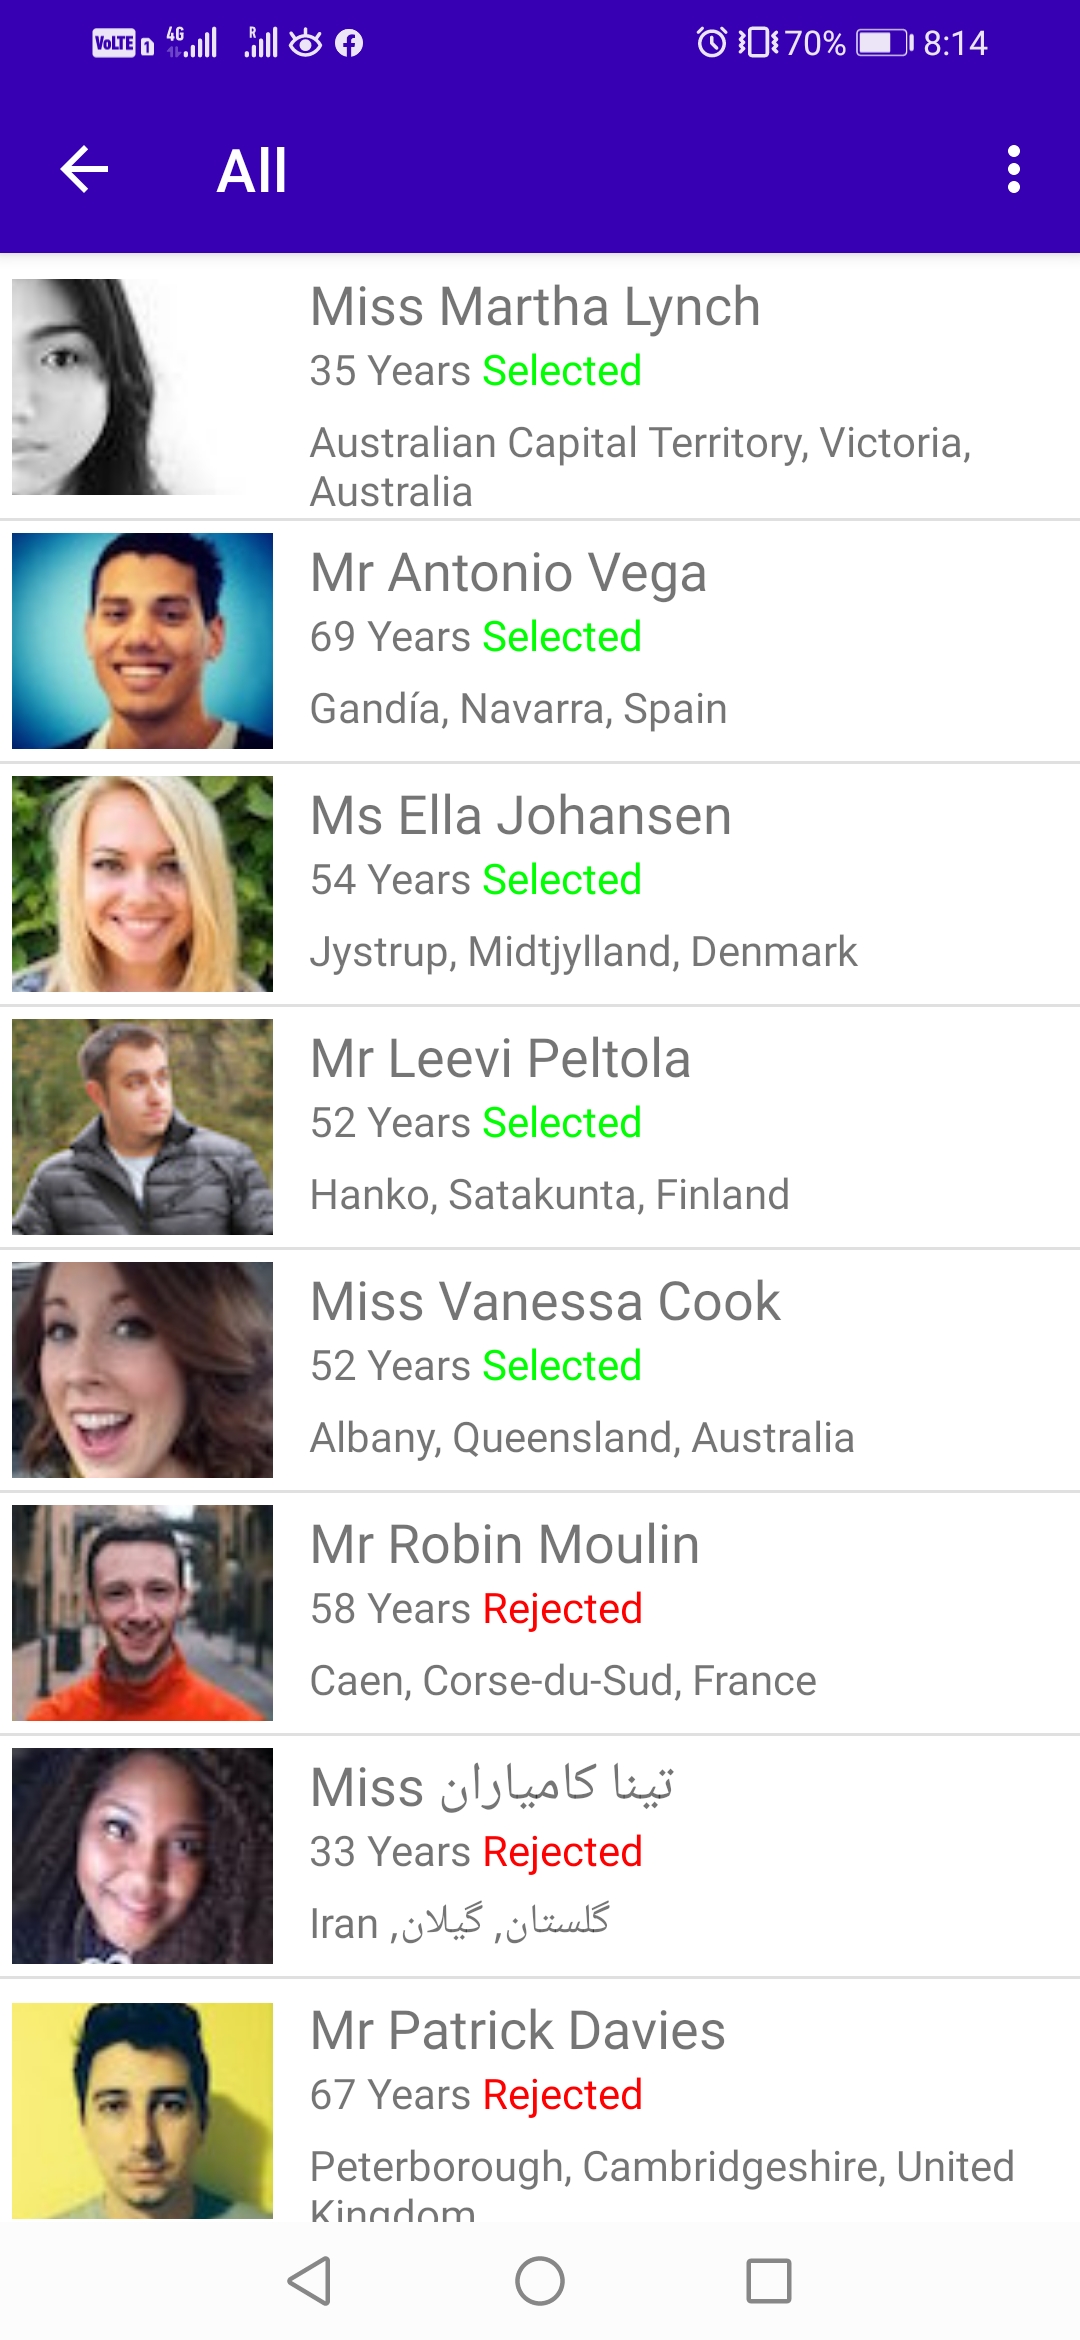 VoLTE 1 4G R 70% 8:14
All
Miss Martha Lynch
35 Years Selected
Australian Capital Territory, Victoria,
Australia
Mr Antonio Vega
69 Years Selected
Gandía, Navarra, Spain
Ms Ella Johansen
54 Years Selected
Jystrup, Midtjylland, Denmark
Mr Leevi Peltola
52 Years Selected
Hanko, Satakunta, Finland
Miss Vanessa Cook
52 Years Selected
Albany, Queensland, Australia
Mr Robin Moulin
58 Years Rejected
Caen, Corse-du-Sud, France
Miss تینا کامیاران
33 Years Rejected
گلستان, گیلان, Iran
Mr Patrick Davies
67 Years Rejected
Peterborough, Cambridgeshire, United
Kingdom